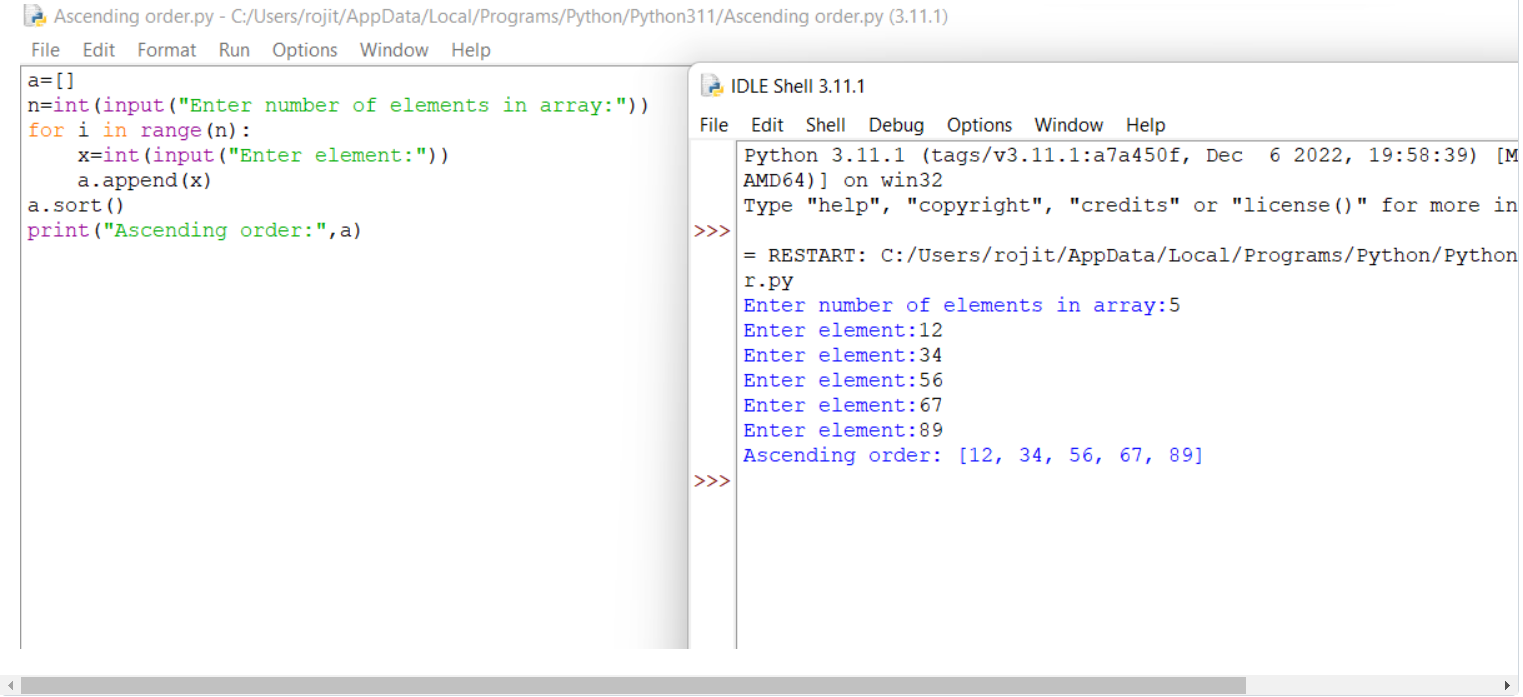 Ascending order.py - C:/Users/rojit/AppData/Local/Programs/Python/Python311/Ascending order.py (3.11.1)
File Edit Format Run Options Window Help
a=[]
n=int(input("Enter number of elements in array:"))
for i in range(n):
    x=int(input("Enter element:"))
    a.append(x)
a.sort()
print("Ascending order:",a)
IDLE Shell 3.11.1
File Edit Shell Debug Options Window Help
Python 3.11.1 (tags/v3.11.1:a7a450f, Dec  6 2022, 19:58:39) [M
AMD64)] on win32
Type "help", "copyright", "credits" or "license()" for more in
>>>
= RESTART: C:/Users/rojit/AppData/Local/Programs/Python/Python
r.py
Enter number of elements in array:5
Enter element:12
Enter element:34
Enter element:56
Enter element:67
Enter element:89
Ascending order: [12, 34, 56, 67, 89]
>>>